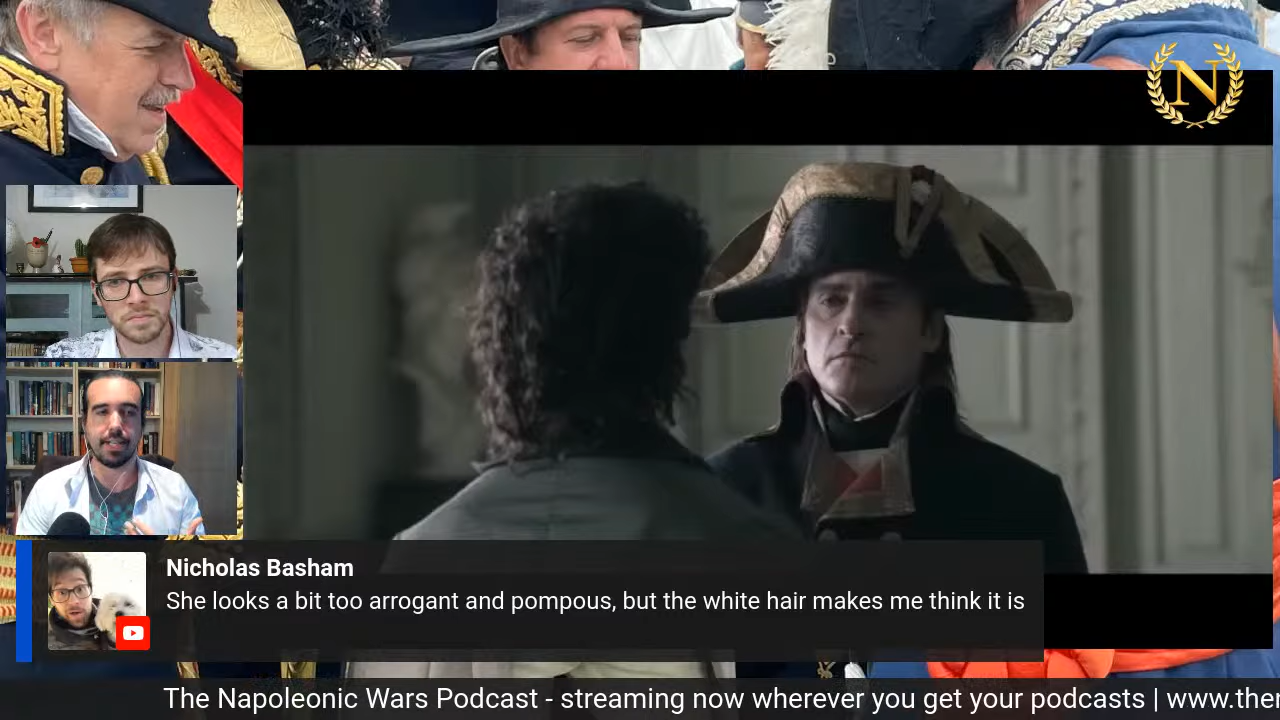 N
Nicholas Basham
She looks a bit too arrogant and pompous, but the white hair makes me think it is
The Napoleonic Wars Podcast - streaming now wherever you get your podcasts | www.ther